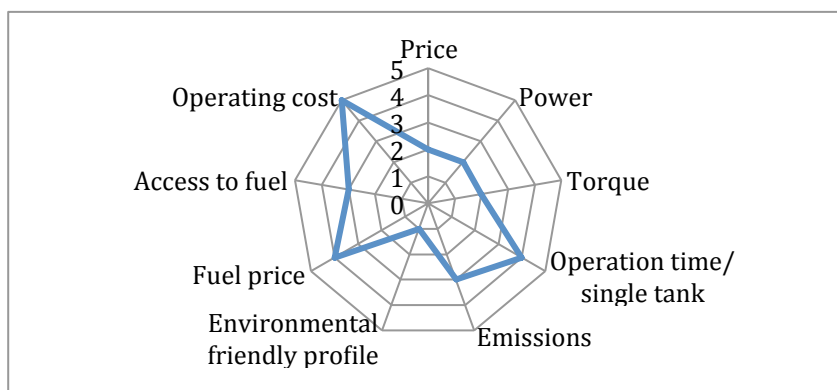 Price
5
4
3
2
1
0
Power
Torque
Operation time/
single tank
Emissions
Environmental
friendly profile
Fuel price
Access to fuel
Operating cost